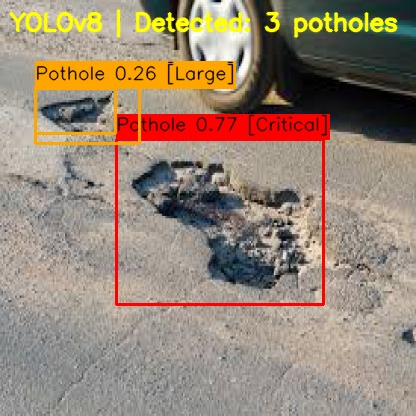 YOLOv8 | Detected: 3 potholes
Pothole 0.26 [Large]
Pothole 0.77 [Critical]